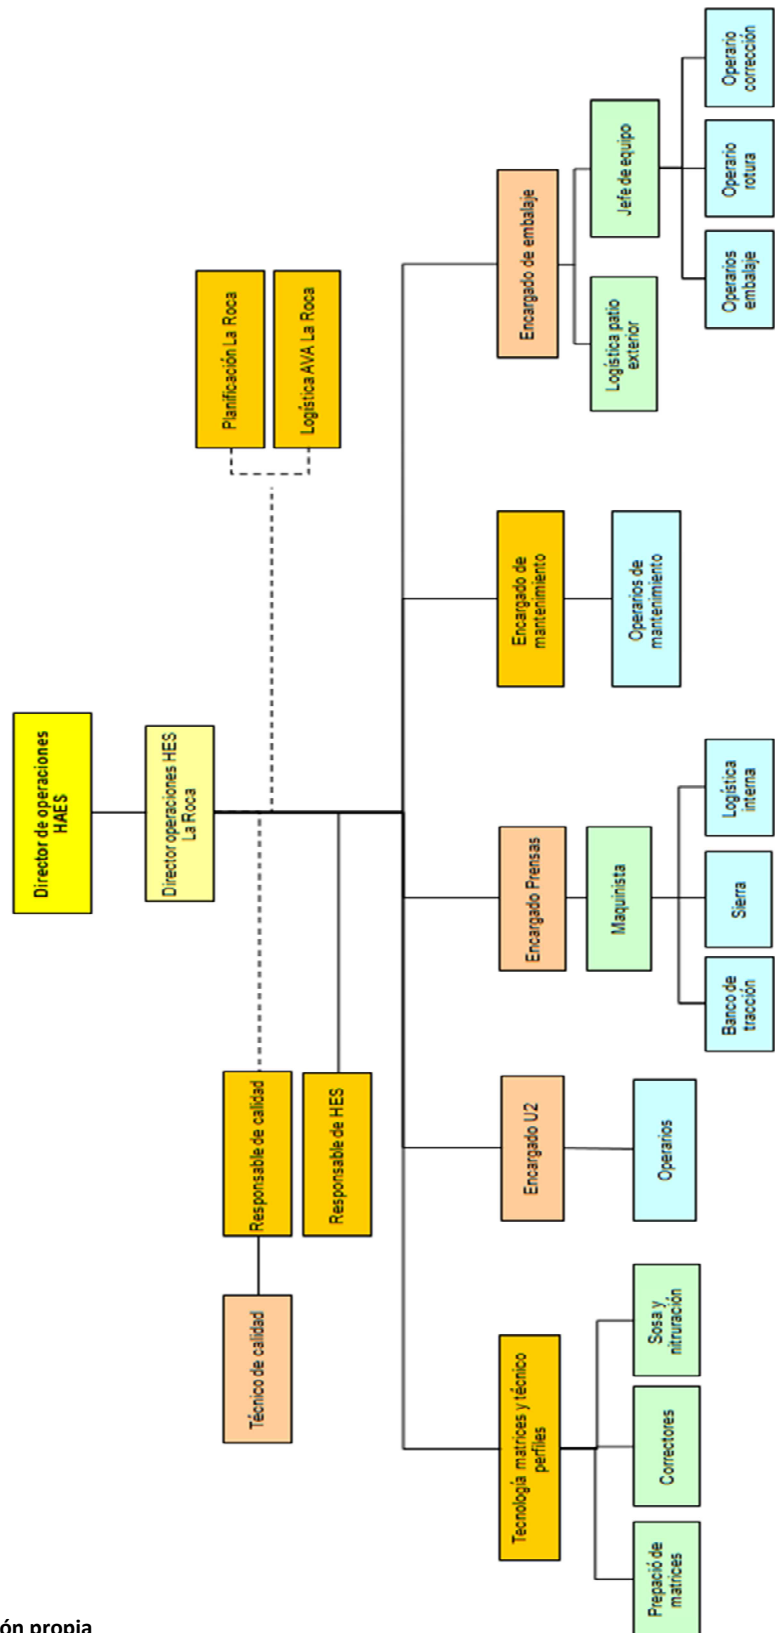 Director de operaciones
HAES
Director operaciones HES
La Roca
Técnico de calidad
Responsable de calidad
Responsable de HES
Planificación La Roca
Logística AVA La Roca
Tecnología matrices y técnico
perfiles
Encargado U2
Encargado Prensas
Encargado de
mantenimiento
Encargado de embalaje
Prepació de
matrices
Correctores
Sosa y
nitruración
Operarios
Maquinista
Banco de
tracción
Sierra
Logística
interna
Operarios de
mantenimiento
Logística patio
exterior
Jefe de equipo
Operarios
embalaje
Operario
rotura
Operario
corrección
ón propia